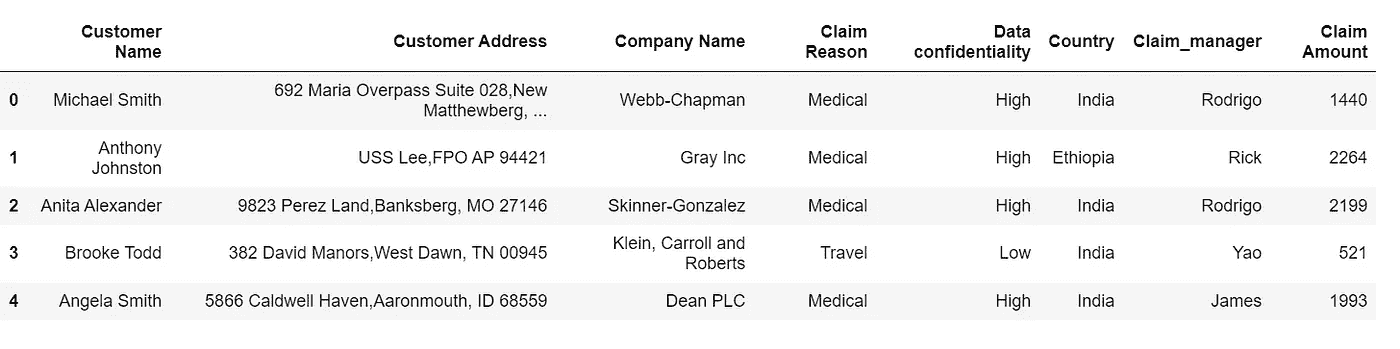 Customer Name Customer Address Company Name Claim Reason Data confidentiality Country Claim_manager Claim Amount
0 Michael Smith 692 Maria Overpass Suite 028,New Matthewberg, ... Webb-Chapman Medical High India Rodrigo 1440
1 Anthony Johnston USS Lee,FPO AP 94421 Gray Inc Medical High Ethiopia Rick 2264
2 Anita Alexander 9823 Perez Land,Banksberg, MO 27146 Skinner-Gonzalez Medical High India Rodrigo 2199
3 Brooke Todd 382 David Manors,West Dawn, TN 00945 Klein, Carroll and Roberts Travel Low India Yao 521
4 Angela Smith 5866 Caldwell Haven,Aaronmouth, ID 68559 Dean PLC Medical High India James 1993